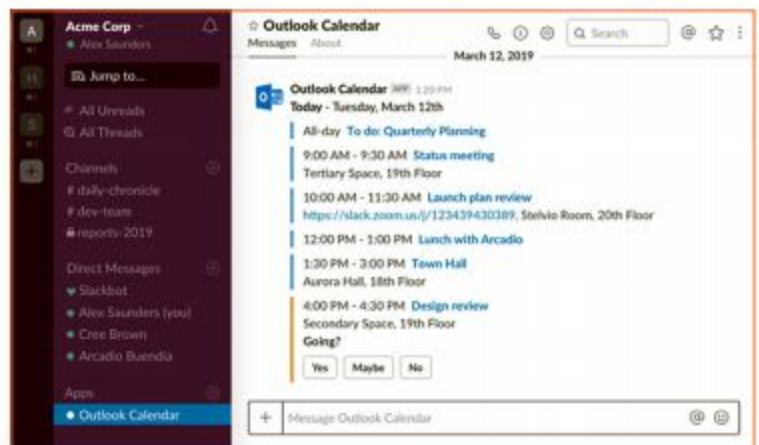 A
Acme Corp
Alex Saunders
Jump to...
All Unreads
All Threads
Channels
# daily-chronicle
# dev-team
reports-2019
Direct Messages
Slackbot
Alex Saunders (you)
Cree Brown
Arcadio Buendia
Apps
Outlook Calendar
H
S
+
Outlook Calendar
Messages About
Search
March 12, 2019
Outlook Calendar APP 1:20 PM
Today - Tuesday, March 12th
All-day To do: Quarterly Planning
9:00 AM - 9:30 AM Status meeting
Tertiary Space, 19th Floor
10:00 AM - 11:30 AM Launch plan review
https://slack.zoom.us/j/123439430389, Stelvio Room, 20th Floor
12:00 PM - 1:00 PM Lunch with Arcadio
1:30 PM - 3:00 PM Town Hall
Aurora Hall, 18th Floor
4:00 PM - 4:30 PM Design review
Secondary Space, 19th Floor
Going?
Yes Maybe No
+ Message Outlook Calendar @